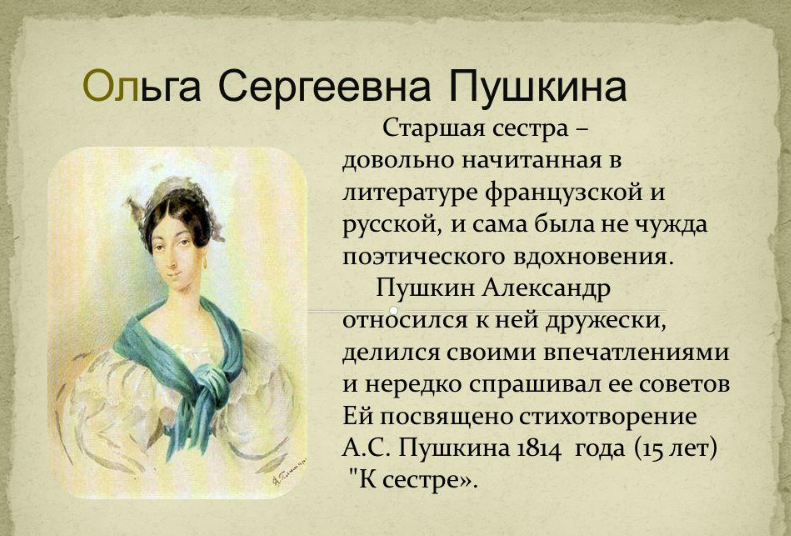 Ольга Сергеевна Пушкина
Старшая сестра –
довольно начитанная в
литературе французской и
русской, и сама была не чужда
поэтического вдохновения.
Пушкин Александр
относился к ней дружески,
делился своими впечатлениями
и нередко спрашивал ее советов
Ей посвящено стихотворение
А.С. Пушкина 1814 года (15 лет)
"К сестре».